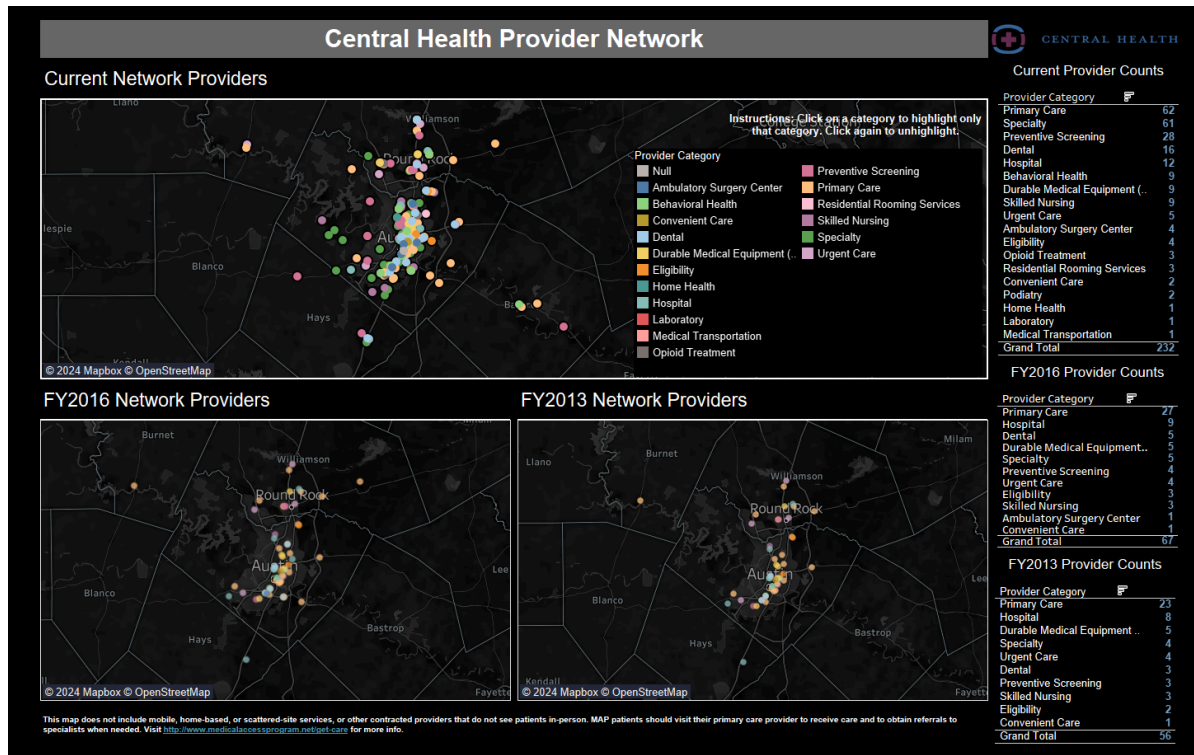 Central Health Provider Network
CENTRAL HEALTH
Current Network Providers
Llano
Williamson
Round Rock
Blanco
Hays
Kendall
Instructions: Click on a category to highlight only
that category. Click again to unhighlight.
Provider Category
Null
Ambulatory Surgery Center
Behavioral Health
Convenient Care
Dental
Durable Medical Equipment (..
Eligibility
Home Health
Hospital
Laboratory
Medical Transportation
Opioid Treatment
Preventive Screening
Primary Care
Residential Rooming Services
Skilled Nursing
Specialty
Urgent Care
© 2024 Mapbox © OpenStreetMap
Current Provider Counts
Provider Category
Primary Care 62
Specialty 61
Preventive Screening 28
Dental 16
Hospital 12
Behavioral Health 9
Durable Medical Equipment (.. 9
Skilled Nursing 9
Urgent Care 5
Ambulatory Surgery Center 4
Eligibility 4
Opioid Treatment 3
Residential Rooming Services 3
Convenient Care 2
Podiatry 2
Home Health 1
Laboratory 1
Medical Transportation 1
Grand Total 232
FY2016 Network Providers
Burnet
Williamson
Round Rock
Austin
Lee
Blanco
Bastrop
Hays
Fayett
© 2024 Mapbox © OpenStreetMap
FY2013 Network Providers
Milam
Burnet
Llano
Williamson
Round Rock
Austin
Lee
Blanco
Bastrop
Hays
Kendall
Fayett
© 2024 Mapbox © OpenStreetMap
FY2016 Provider Counts
Provider Category
Primary Care 27
Hospital 9
Dental 5
Durable Medical Equipment.. 5
Specialty 5
Preventive Screening 4
Urgent Care 4
Eligibility 3
Skilled Nursing 3
Ambulatory Surgery Center 1
Convenient Care 1
Grand Total 67
FY2013 Provider Counts
Provider Category
Primary Care 23
Hospital 8
Durable Medical Equipment .. 5
Specialty 4
Urgent Care 4
Dental 3
Preventive Screening 3
Skilled Nursing 3
Eligibility 2
Convenient Care 1
Grand Total 56
This map does not include mobile, home-based, or scattered-site services, or other contracted providers that do not see patients in-person. MAP patients should visit their primary care provider to receive care and to obtain referrals to
specialists when needed. Visit http://www.medicalaccessprogram.net/get-care for more info.